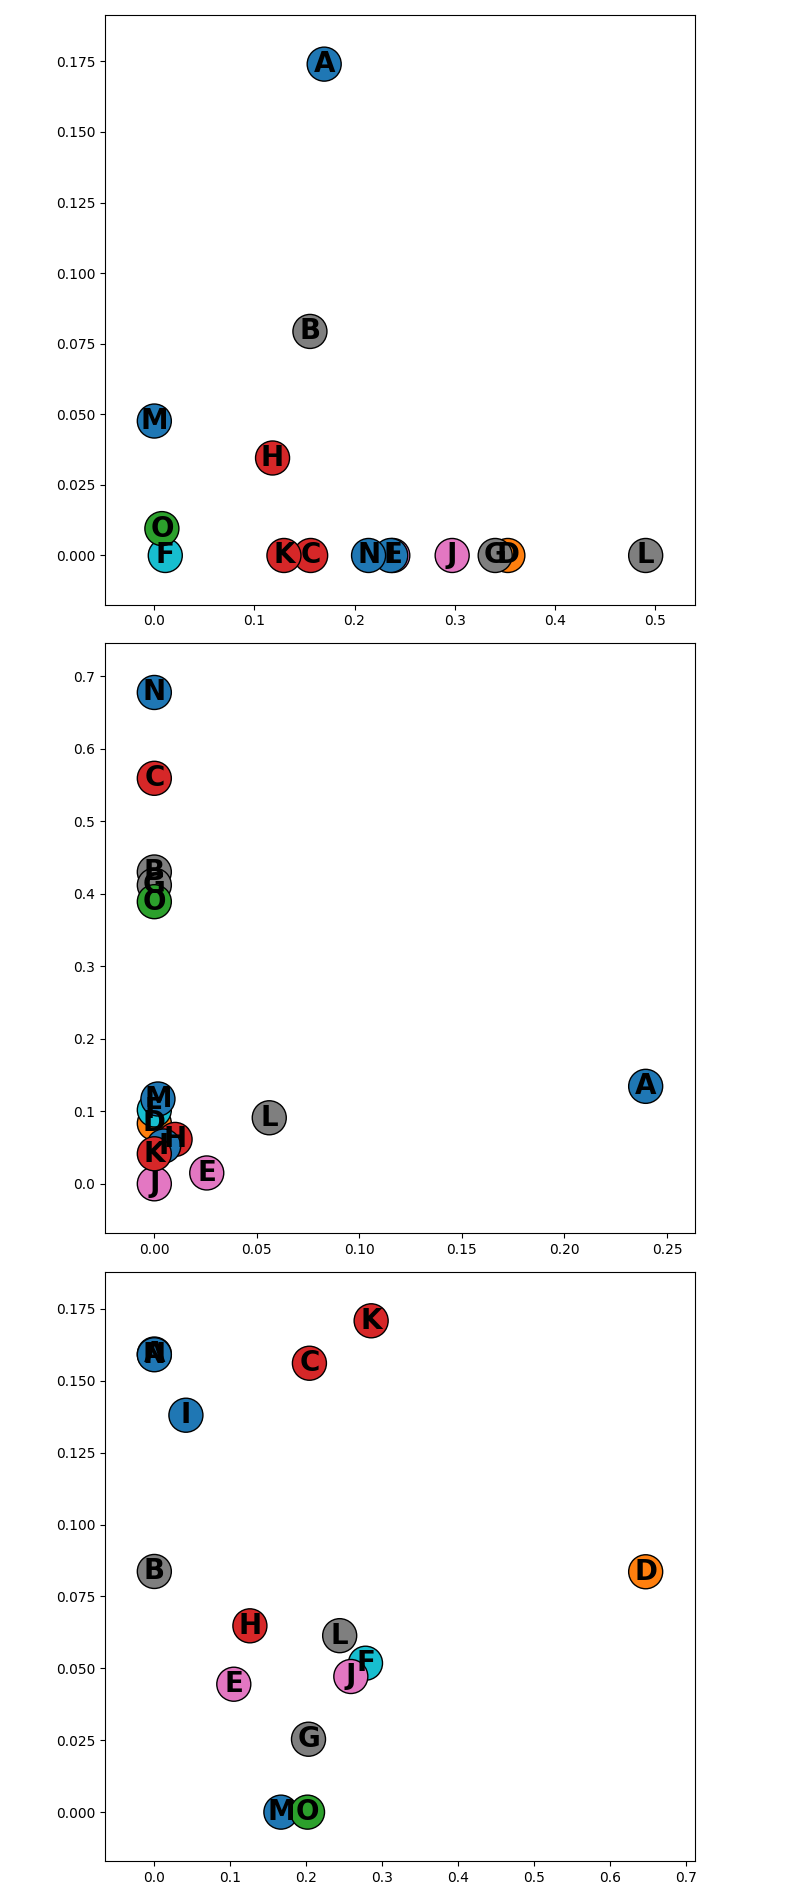 0.175
A
0.150
0.125
0.100
B
0.075
0.050
M
H
0.025
O
0.000
F K C N E J G D L
0.0 0.1 0.2 0.3 0.4 0.5
0.7
N
0.6
C
0.5
B
G
0.4
O
0.3
0.2
A
M
0.1
F
L
D
H
I
K
E
0.0
J
0.00 0.05 0.10 0.15 0.20 0.25
0.175
K
N
C
0.150
I
0.125
0.100
B D
0.075
H
L
F
0.050
J
E
G
0.025
0.000
M O
0.0 0.1 0.2 0.3 0.4 0.5 0.6 0.7